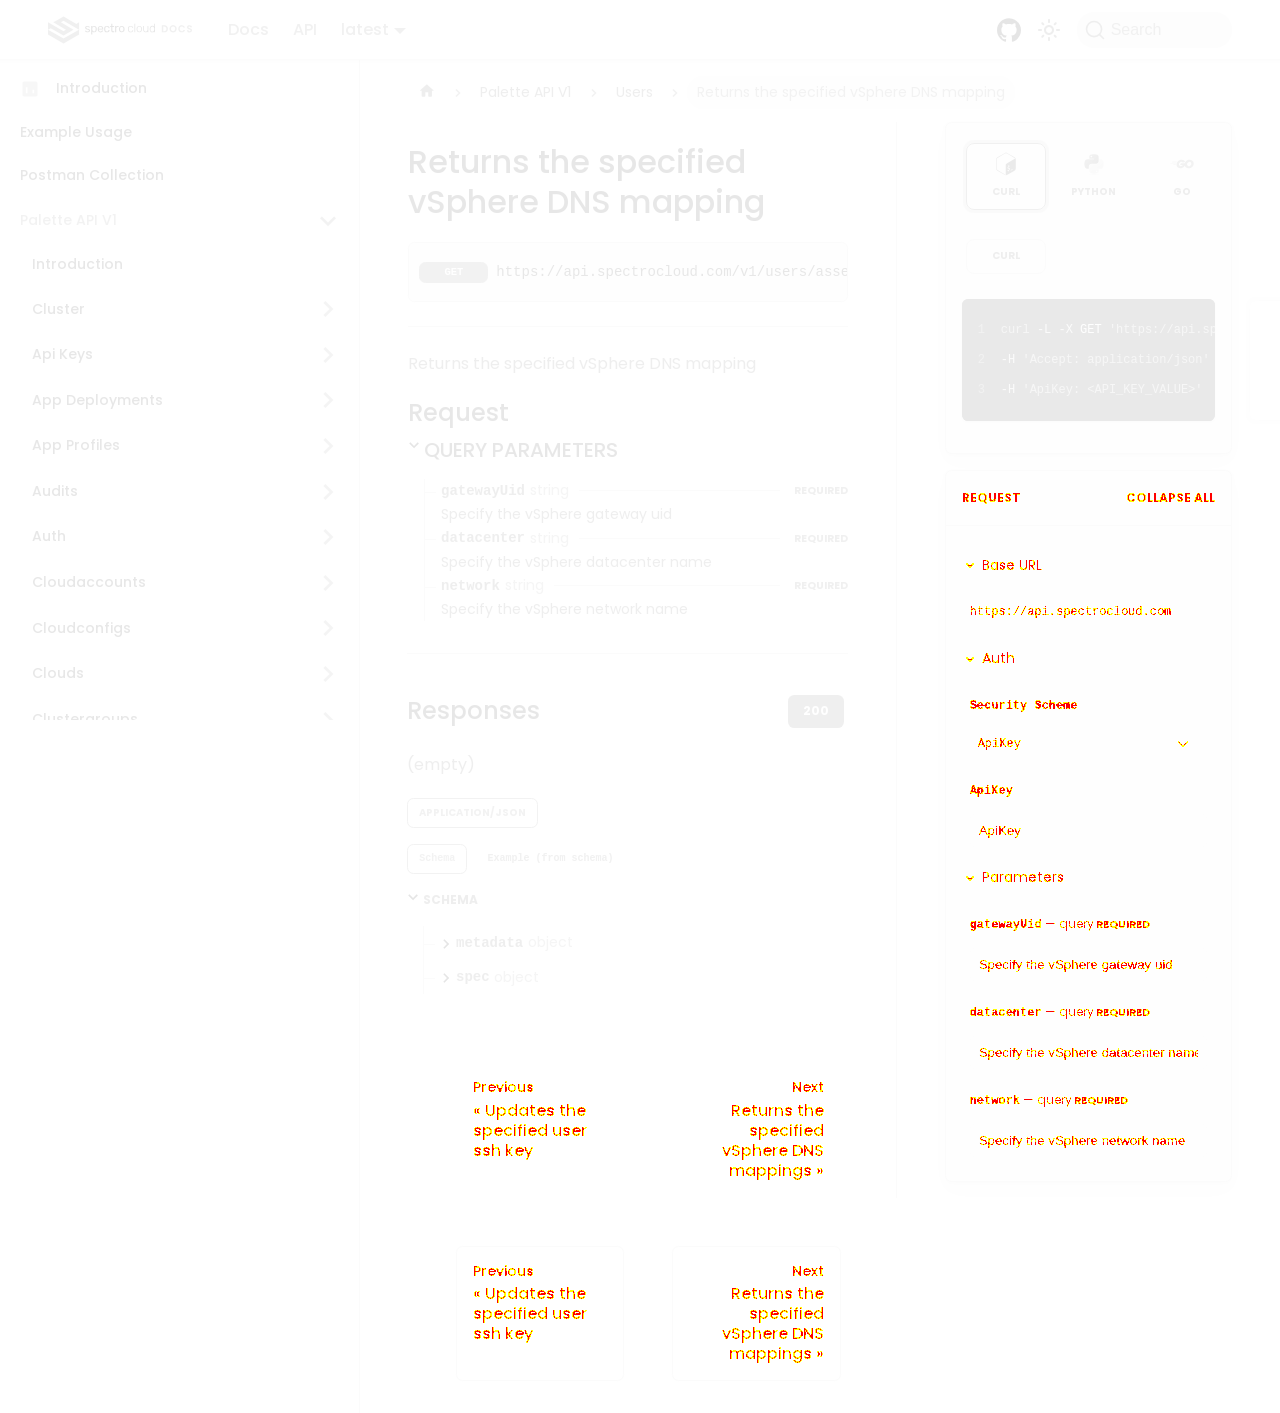 spectro cloud DOCS
Docs
API
latest
Search
Introduction
Example Usage
Postman Collection
Palette API V1
Introduction
Cluster
Api Keys
App Deployments
App Profiles
Audits
Auth
Cloudaccounts
Cloudconfigs
Clouds
Clustergroups
Palette API V1
Users
Returns the specified vSphere DNS mapping
Returns the specified
vSphere DNS mapping
GET https://api.spectrocloud.com/v1/users/asse
Returns the specified vSphere DNS mapping
Request
QUERY PARAMETERS
gatewayUid string REQUIRED
Specify the vSphere gateway uid
datacenter string REQUIRED
Specify the vSphere datacenter name
network string REQUIRED
Specify the vSphere network name
Responses
200
(empty)
APPLICATION/JSON
Schema
Example (from schema)
SCHEMA
metadata object
spec object
Previous
« Updates the
specified user
ssh key
Next
Returns the
specified
vSphere DNS
mappings »
Previous
« Updates the
specified user
ssh key
Next
Returns the
specified
vSphere DNS
mappings »
CURL
PYTHON
GO
GO
CURL
1 curl -L -X GET 'https://api.sp
2 -H 'Accept: application/json'
3 -H 'ApiKey: <API_KEY_VALUE>'
REQUEST
COLLAPSE ALL
Base URL
https://api.spectrocloud.com
Auth
Security Scheme
ApiKey
ApiKey
ApiKey
Parameters
gatewayUid — query REQUIRED
Specify the vSphere gateway uid
datacenter — query REQUIRED
Specify the vSphere datacenter name
network — query REQUIRED
Specify the vSphere network name